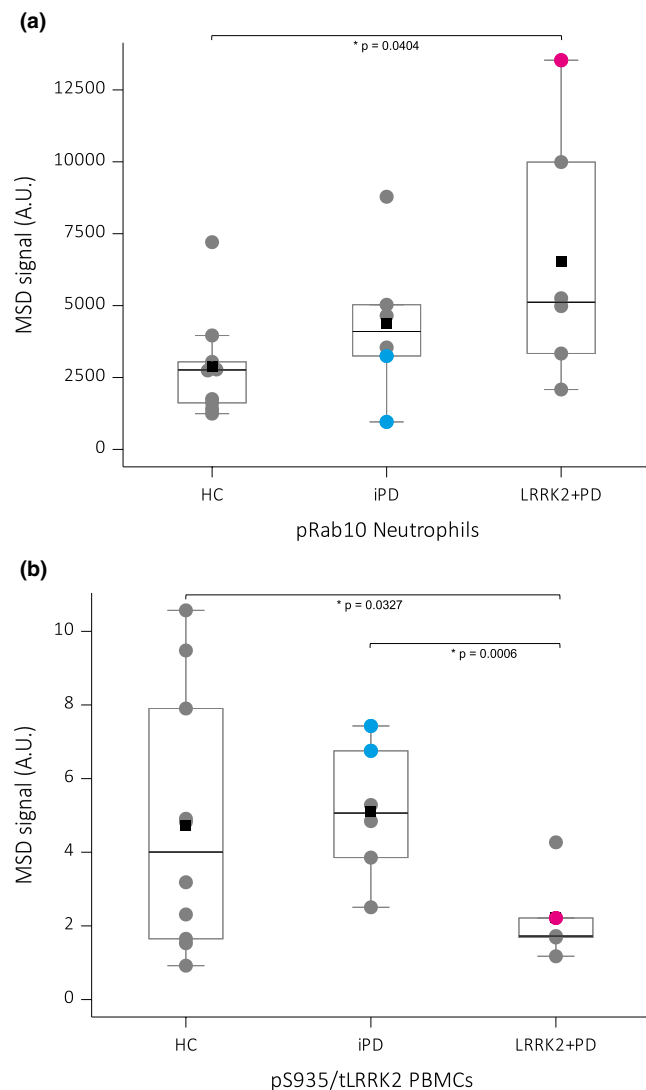 (a)
* p = 0.0404
12500
10000
7500
5000
2500
0
MSD signal (A.U.)
HC iPD LRRK2+PD
pRab10 Neutrophils
(b)
* p = 0.0327
* p = 0.0006
10
8
6
4
2
0
MSD signal (A.U.)
HC iPD LRRK2+PD
pS935/tLRRK2 PBMCs